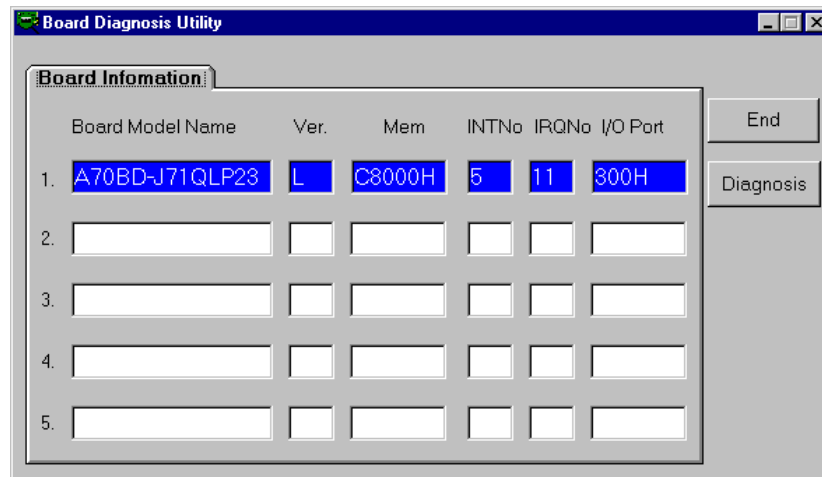 Board Diagnosis Utility
Board Infomation
Board Model Name Ver. Mem INTNo IRQNo I/O Port
End
1. A70BD-J71QLP23 L C8000H 5 11 300H
Diagnosis
2.
3.
4.
5.